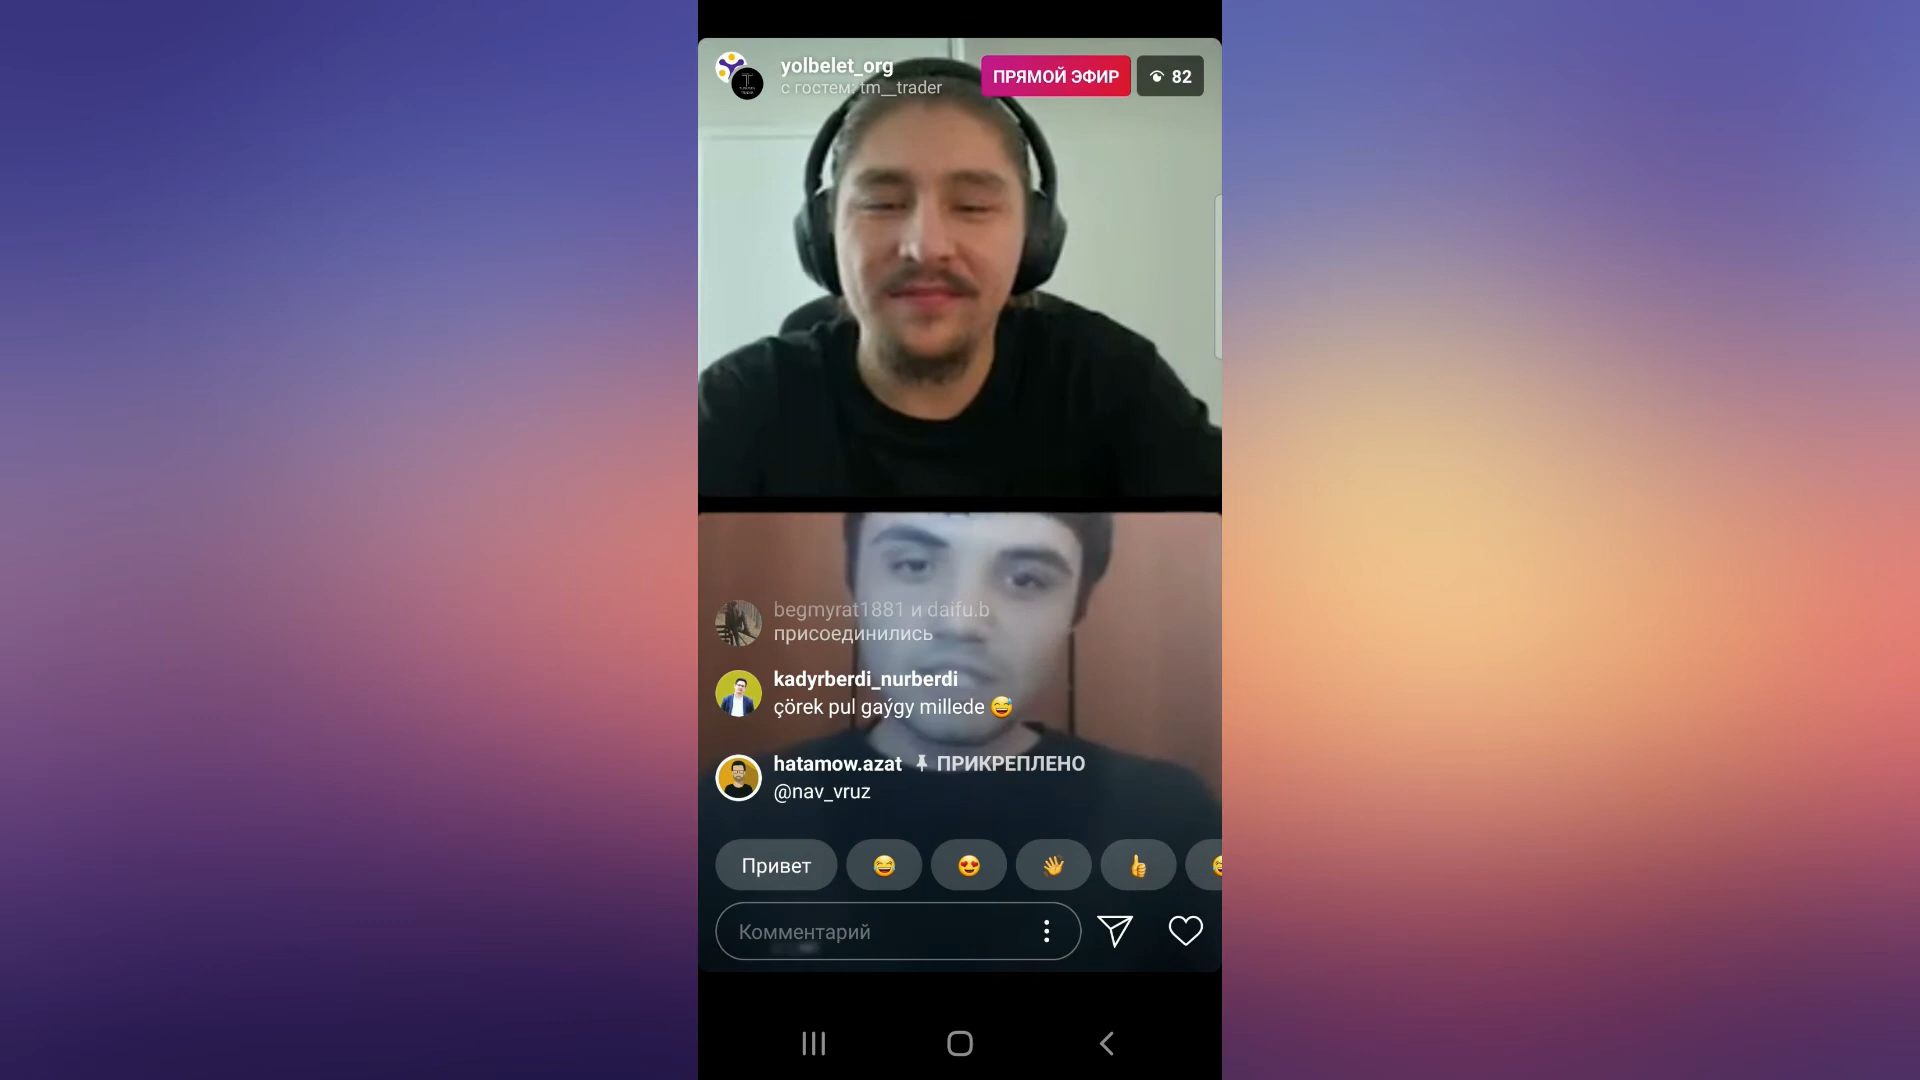 yolbelet_org
с гостем: tm__trader
ПРЯМОЙ ЭФИР
82
begmyrat1881 и daifu.b
присоединились
kadyrberdi_nurberdi
çörek pul gaýgy millede 😅
hatamow.azat ПРИКРЕПЛЕНО
@nav_vruz
Привет
Комментарий